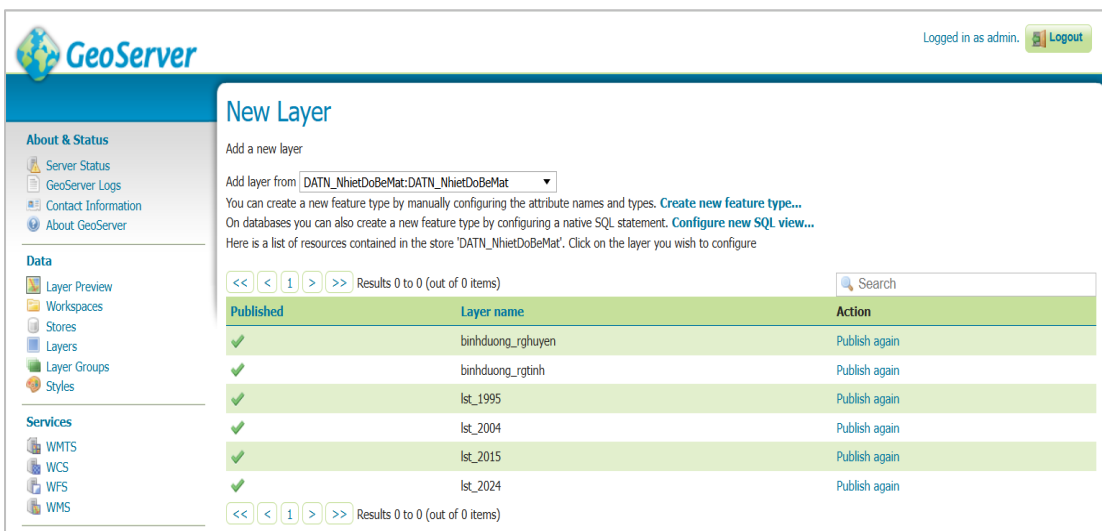 GeoServer
Logged in as admin. Logout
New Layer
Add a new layer
Add layer from DATN_NhietDoBeMat:DATN_NhietDoBeMat
You can create a new feature type by manually configuring the attribute names and types. Create new feature type...
On databases you can also create a new feature type by configuring a native SQL statement. Configure new SQL view...
Here is a list of resources contained in the store 'DATN_NhietDoBeMat'. Click on the layer you wish to configure
<< < 1 > >> Results 0 to 0 (out of 0 items) Search
Published Layer name Action
binhduong_rghuyen Publish again
binhduong_rgtinh Publish again
lst_1995 Publish again
lst_2004 Publish again
lst_2015 Publish again
lst_2024 Publish again
<< < 1 > >> Results 0 to 0 (out of 0 items)
About & Status
Server Status
GeoServer Logs
Contact Information
About GeoServer
Data
Layer Preview
Workspaces
Stores
Layers
Layer Groups
Styles
Services
WMTS
WCS
WFS
WMS